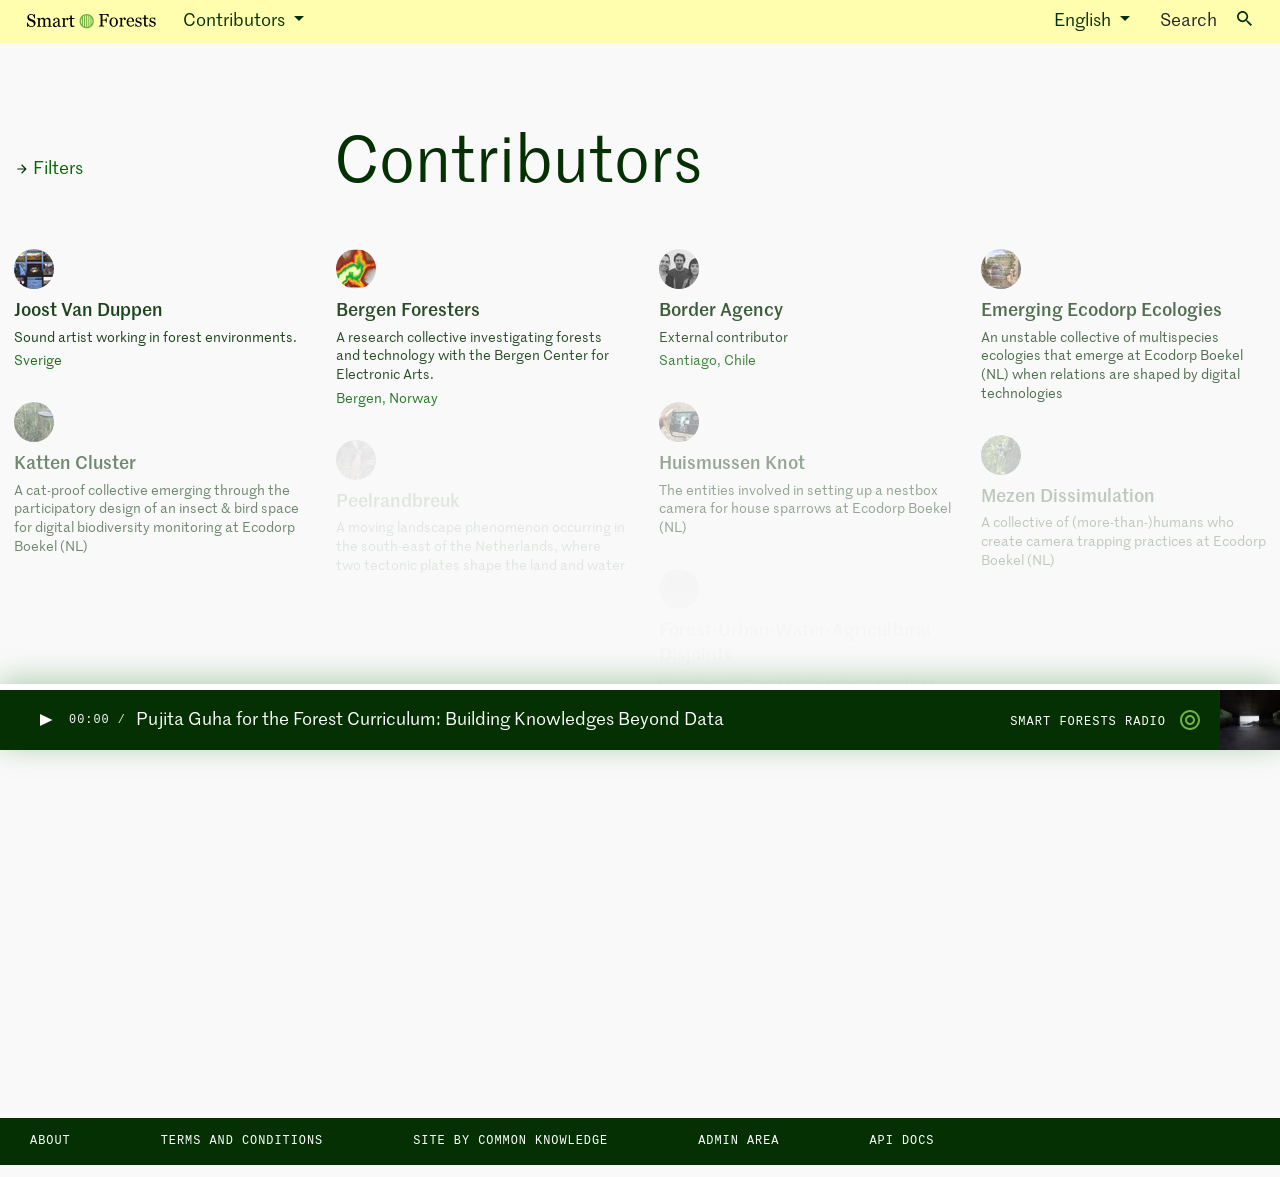 Smart Forests
Contributors
English
Search
→ Filters
Contributors
Joost Van Duppen
Sound artist working in forest environments.
Sverige
Bergen Foresters
A research collective investigating forests
and technology with the Bergen Center for
Electronic Arts.
Bergen, Norway
Border Agency
External contributor
Santiago, Chile
Emerging Ecodorp Ecologies
An unstable collective of multispecies
ecologies that emerge at Ecodorp Boekel
(NL) when relations are shaped by digital
technologies
Katten Cluster
A cat-proof collective emerging through the
participatory design of an insect & bird space
for digital biodiversity monitoring at Ecodorp
Boekel (NL)
Peelrandbreuk
A moving landscape phenomenon occurring in
the south-east of the Netherlands, where
two tectonic plates shape the land and water
Huismussen Knot
The entities involved in setting up a nestbox
camera for house sparrows at Ecodorp Boekel
(NL)
Mezen Dissimulation
A collective of (more-than-)humans who
create camera trapping practices at Ecodorp
Boekel (NL)
Forest-Urban-Water-Agricultural
Disjoints
▶ 00:00 / Pujita Guha for the Forest Curriculum: Building Knowledges Beyond Data
SMART FORESTS RADIO
ABOUT
TERMS AND CONDITIONS
SITE BY COMMON KNOWLEDGE
ADMIN AREA
API DOCS